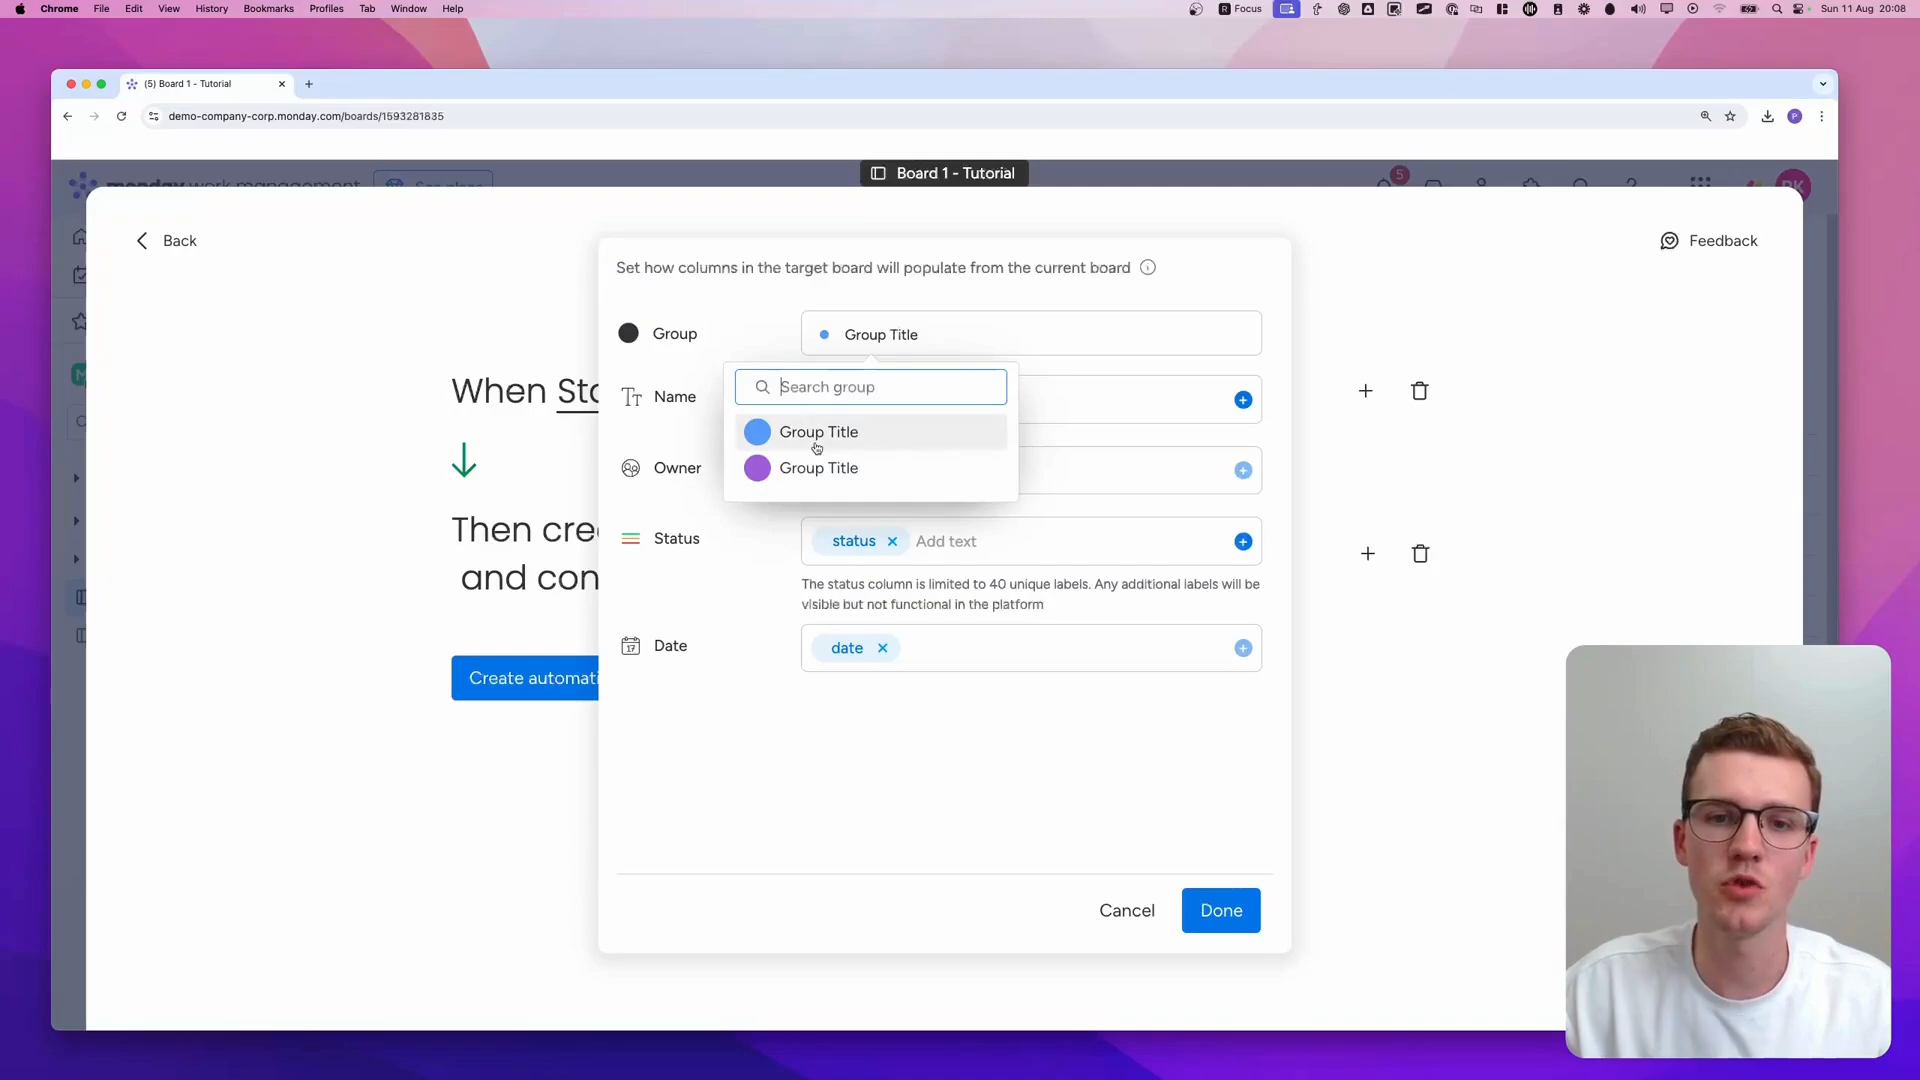 Chrome File Edit View History Bookmarks Profiles Tab Window Help
Focus
Sun 11 Aug 20:08
(5) Board 1 - Tutorial
demo-company-corp.monday.com/boards/1593281835
Board 1 - Tutorial
monday work management
5
Back
Feedback
Set how columns in the target board will populate from the current board
Group
Group Title
Search group
Group Title
Group Title
Name
Owner
Status
status
Add text
The status column is limited to 40 unique labels. Any additional labels will be
visible but not functional in the platform
Date
date
When
Then
and
Create
Cancel
Done